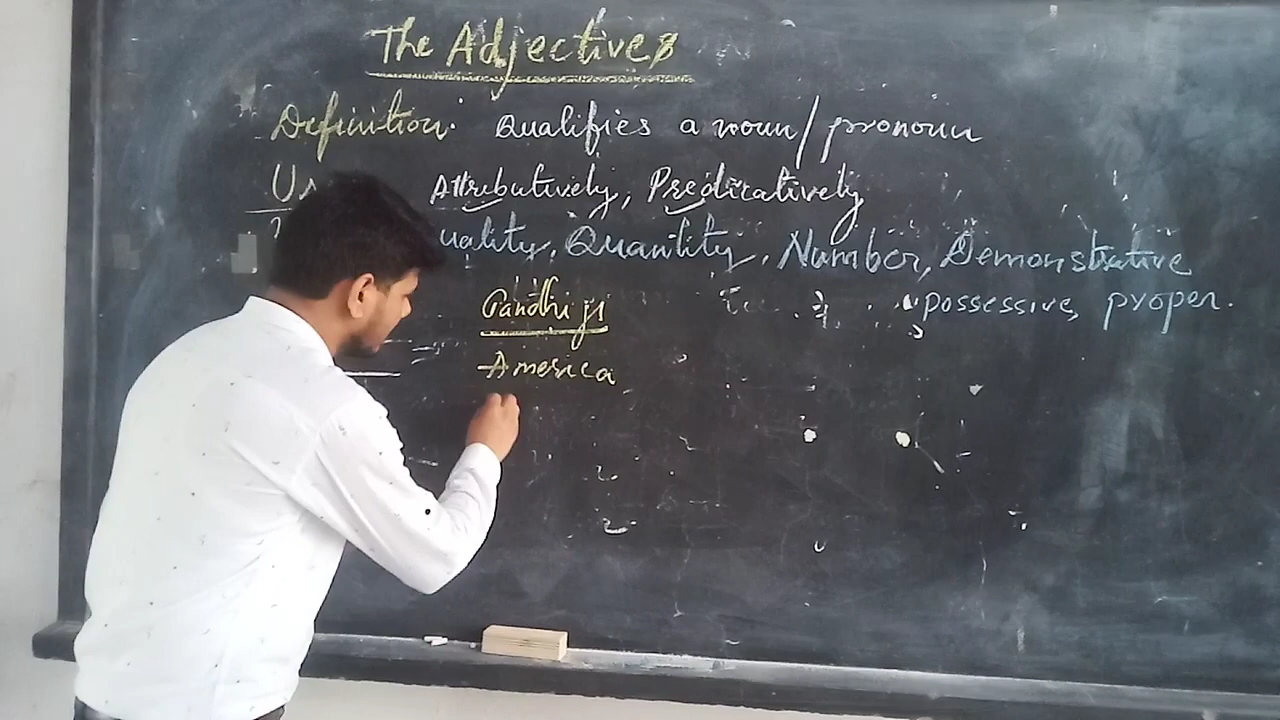 The Adjectives
Definition: Qualifies a noun/pronoun
Attributively, Predicatively
uality, Quantity, Number, Demonstrative
Possessive, proper.
Gandhi ji
America